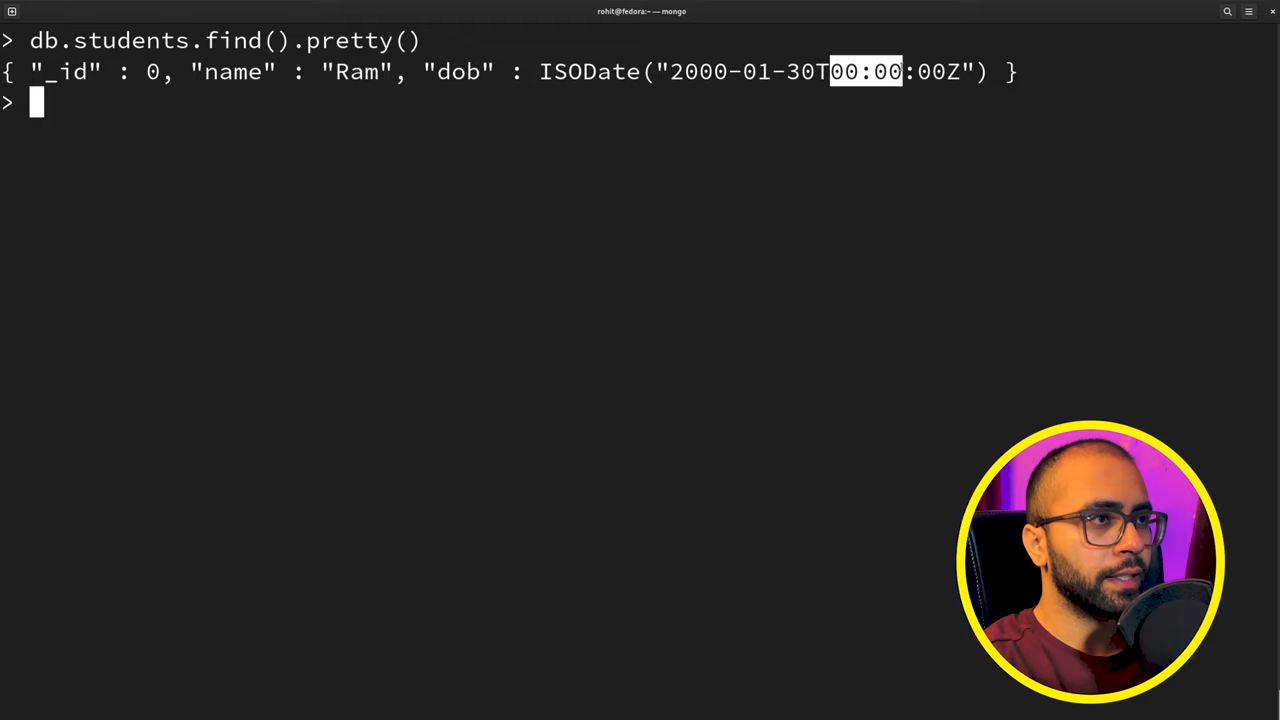 rohit@fedora:~ — mongo
> db.students.find().pretty()
{ "_id" : 0, "name" : "Ram", "dob" : ISODate("2000-01-30T00:00:00Z") }
>